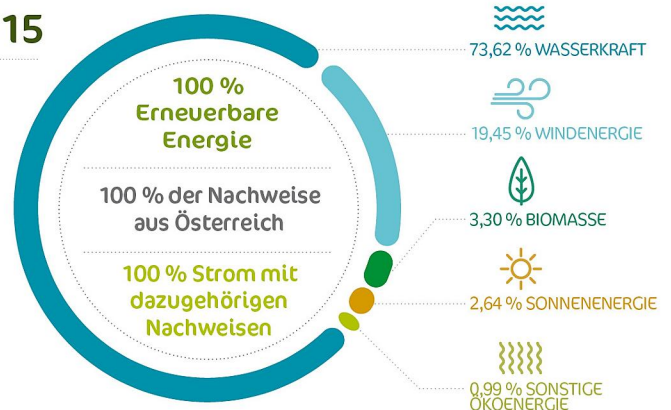 15
100 %
Erneuerbare
Energie
100 % der Nachweise
aus Österreich
100 % Strom mit
dazugehörigen
Nachweisen
73,62 % WASSERKRAFT
19,45 % WINDENERGIE
3,30 % BIOMASSE
2,64 % SONNENENERGIE
0,99 % SONSTIGE
ÖKOENERGIE